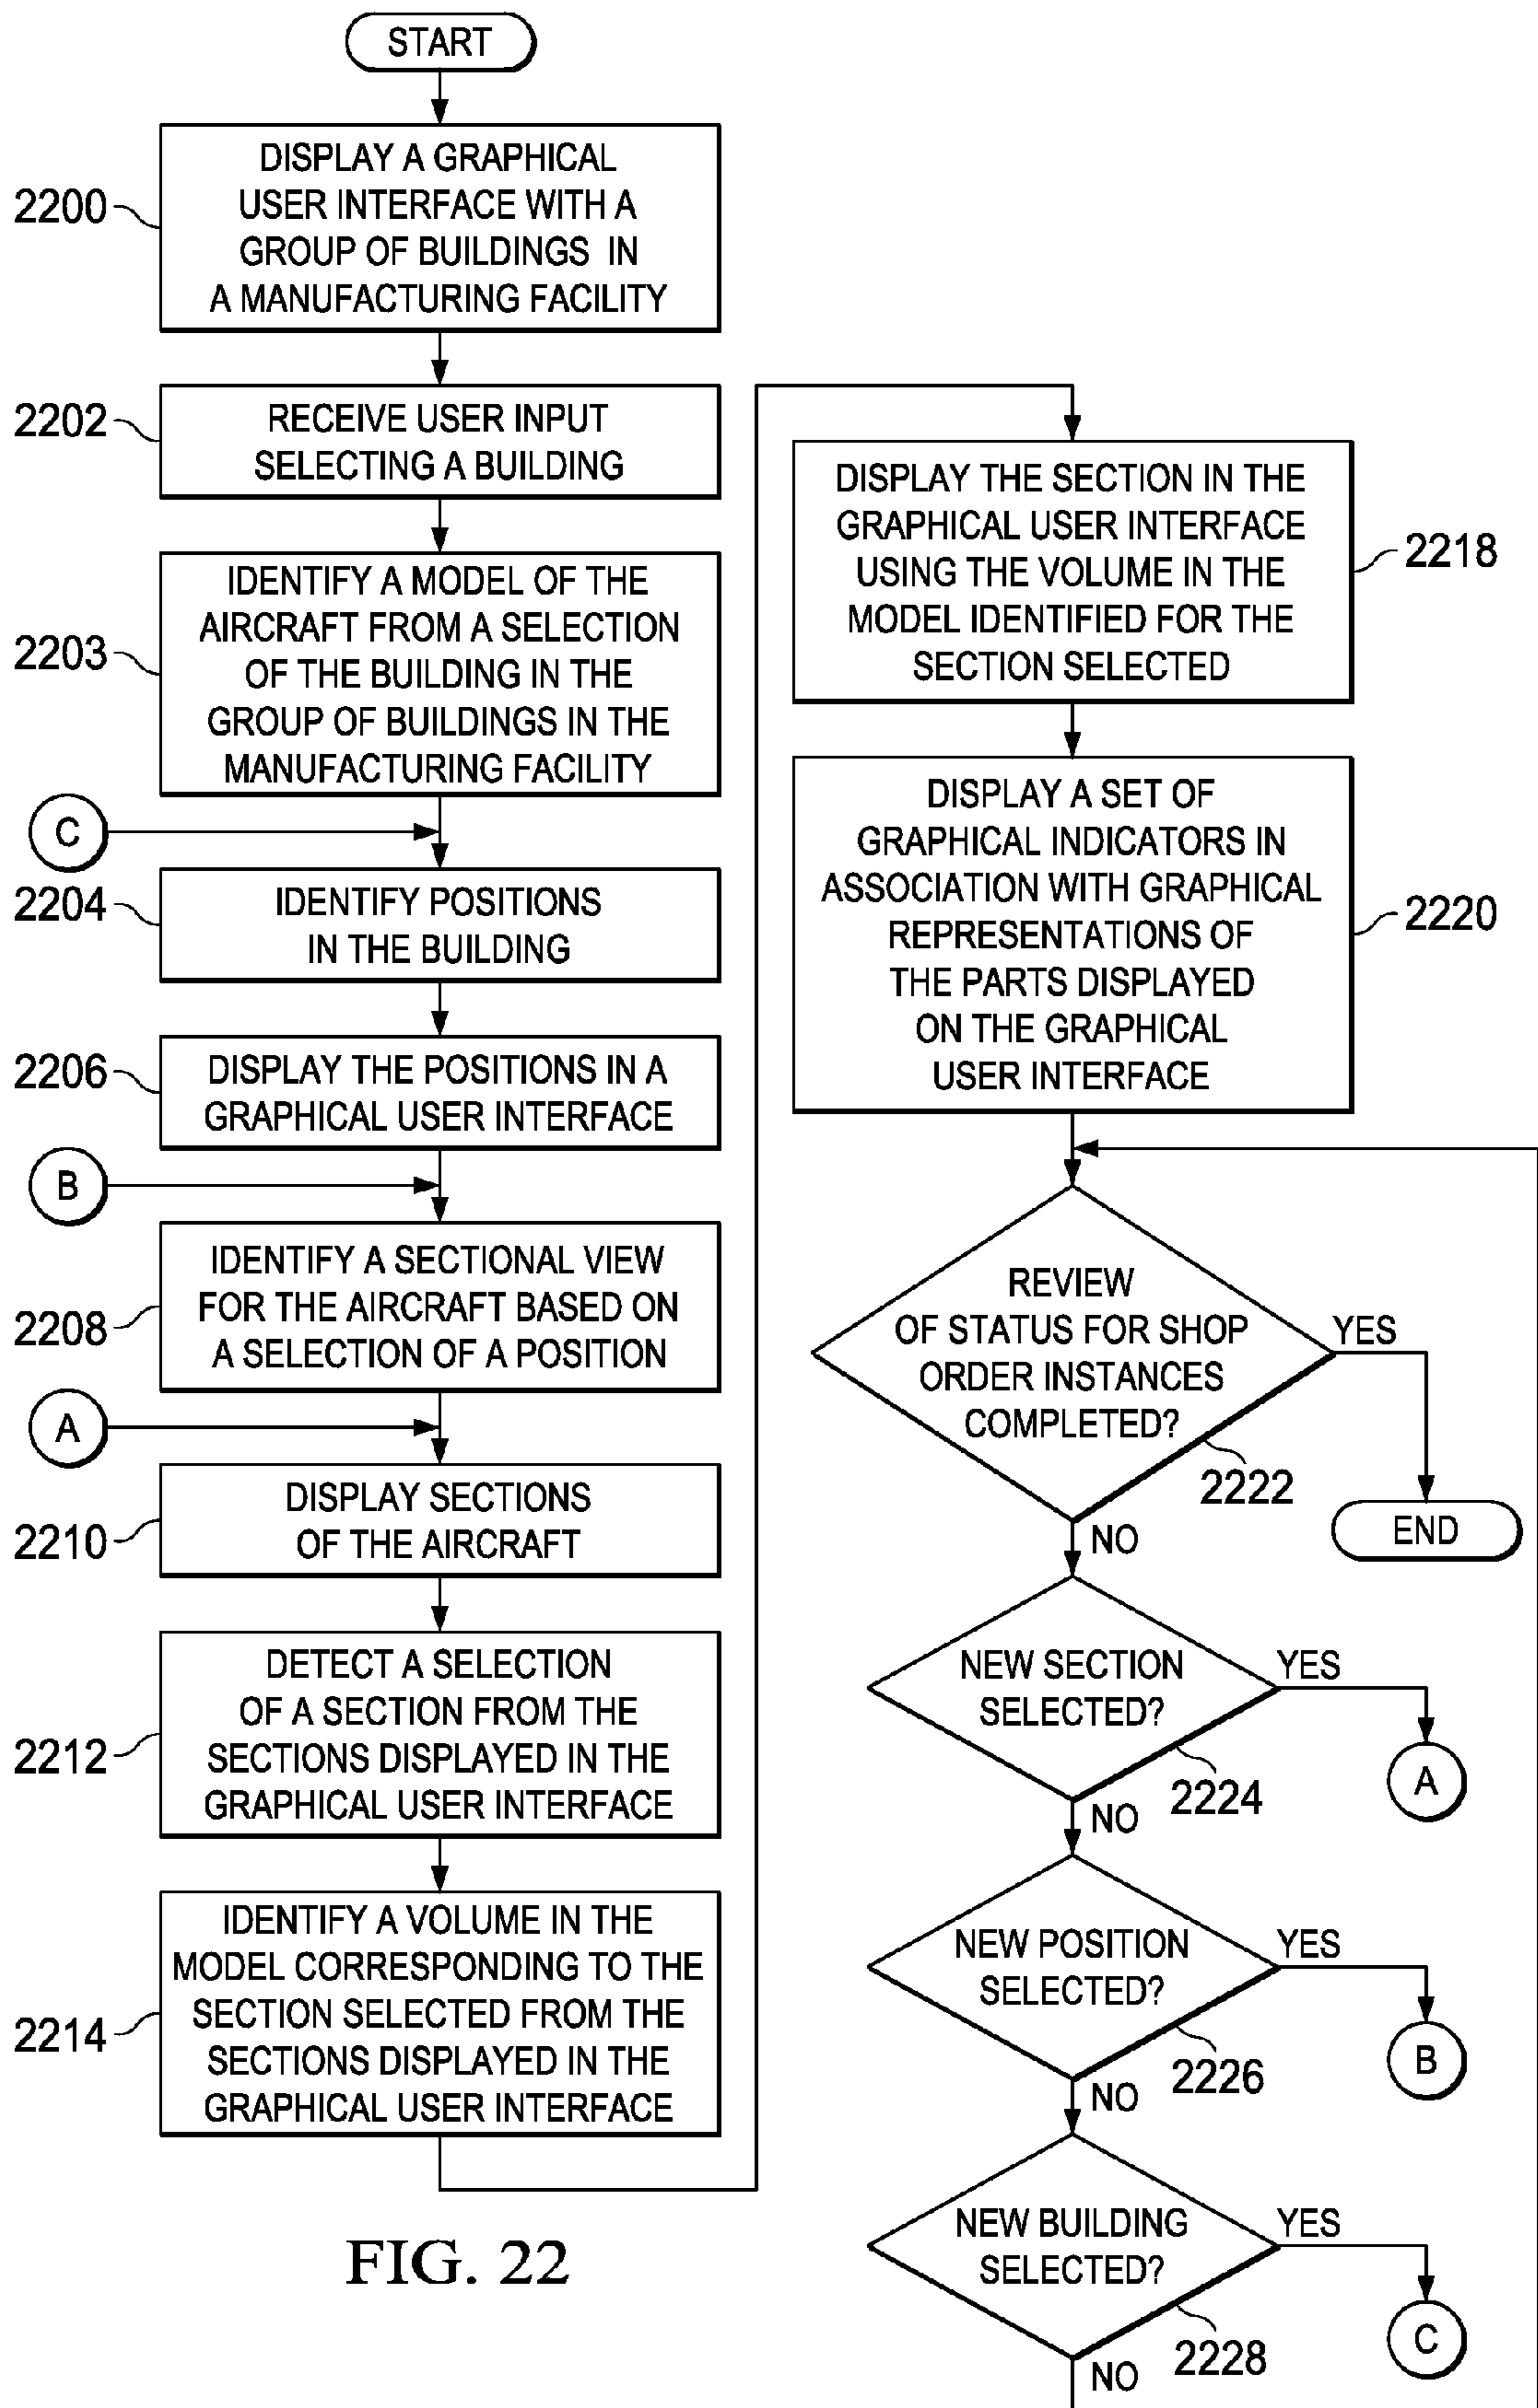 START
2200
DISPLAY A GRAPHICAL
USER INTERFACE WITH A
GROUP OF BUILDINGS IN
A MANUFACTURING FACILITY
2202
RECEIVE USER INPUT
SELECTING A BUILDING
2203
IDENTIFY A MODEL OF THE
AIRCRAFT FROM A SELECTION
OF THE BUILDING IN THE
GROUP OF BUILDINGS IN THE
MANUFACTURING FACILITY
C
2204
IDENTIFY POSITIONS
IN THE BUILDING
2206
DISPLAY THE POSITIONS IN A
GRAPHICAL USER INTERFACE
B
2208
IDENTIFY A SECTIONAL VIEW
FOR THE AIRCRAFT BASED ON
A SELECTION OF A POSITION
A
2210
DISPLAY SECTIONS
OF THE AIRCRAFT
2212
DETECT A SELECTION
OF A SECTION FROM THE
SECTIONS DISPLAYED IN THE
GRAPHICAL USER INTERFACE
2214
IDENTIFY A VOLUME IN THE
MODEL CORRESPONDING TO THE
SECTION SELECTED FROM THE
SECTIONS DISPLAYED IN THE
GRAPHICAL USER INTERFACE
DISPLAY THE SECTION IN THE
GRAPHICAL USER INTERFACE
USING THE VOLUME IN THE
MODEL IDENTIFIED FOR THE
SECTION SELECTED
2218
DISPLAY A SET OF
GRAPHICAL INDICATORS IN
ASSOCIATION WITH GRAPHICAL
REPRESENTATIONS OF
THE PARTS DISPLAYED
ON THE GRAPHICAL
USER INTERFACE
2220
REVIEW
OF STATUS FOR SHOP
ORDER INSTANCES
COMPLETED?
YES
2222
END
NO
NEW SECTION
SELECTED?
YES
2224
A
NO
NEW POSITION
SELECTED?
YES
2226
B
NO
NEW BUILDING
SELECTED?
YES
2228
C
NO
FIG. 22